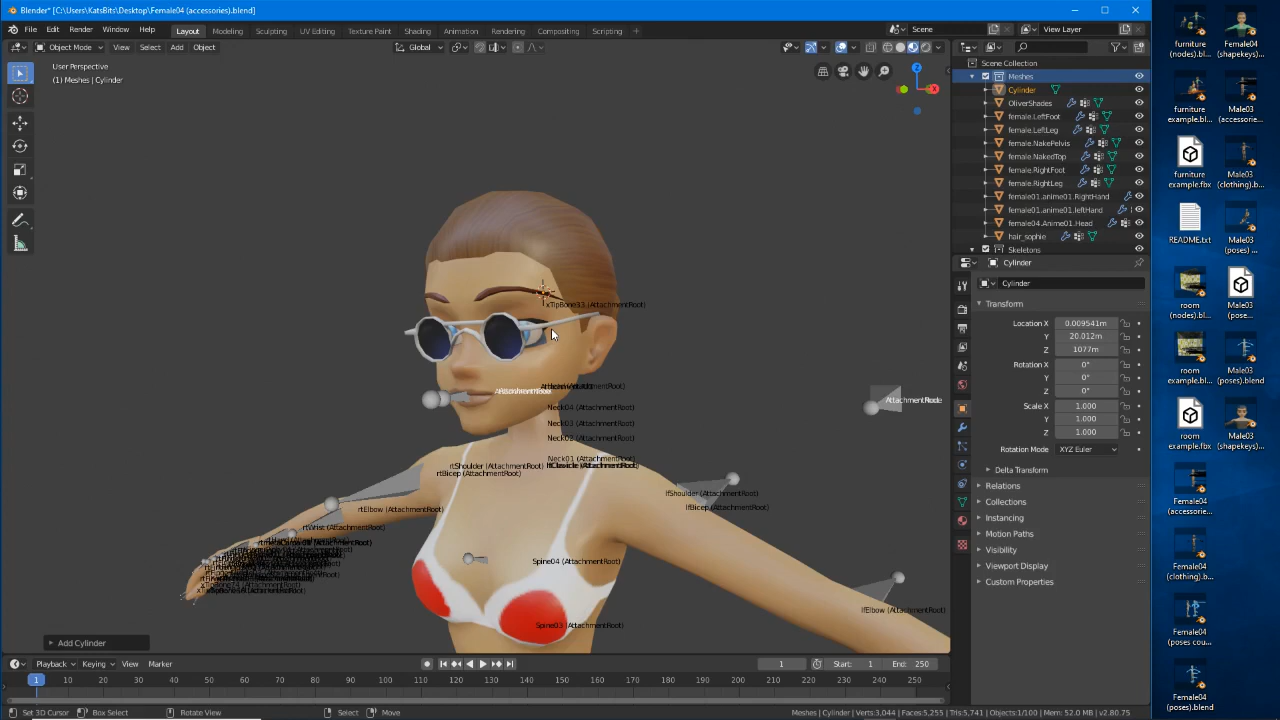 Blender* [C:\Users\KatsBits\Desktop\Female04 (accessories).blend]
File Edit Render Window Help Layout Modeling Sculpting UV Editing Texture Paint Shading Animation Rendering Compositing Scripting + Scene View Layer
Object Mode View Select Add Object Global
User Perspective
(1) Meshes | Cylinder
Z
X
Scene Collection
Meshes
Cylinder
OliverShades
female.LeftFoot
female.LeftLeg
female.NakePelvis
female.NakedTop
female.RightFoot
female.RightLeg
female01.anime01.RightHand
female01.anime01.leftHand
female04.Anime01.Head
hair_sophie
Skeletons
Cylinder
Cylinder
Transform
Location X 0.009541m
Y 20.012m
Z 1077m
Rotation X 0°
Y 0°
Z 0°
Scale X 1.000
Y 1.000
Z 1.000
Rotation Mode XYZ Euler
Delta Transform
Relations
Collections
Instancing
Motion Paths
Visibility
Viewport Display
Custom Properties
xTipBone33 (AttachmentRoot)
Neck04 (AttachmentRoot)
Neck03 (AttachmentRoot)
Neck02 (AttachmentRoot)
Neck01 (AttachmentRoot)
rtShoulder (AttachmentRoot)
rtBicep (AttachmentRoot)
rtElbow (AttachmentRoot)
rtWrist (AttachmentRoot)
lfShoulder (AttachmentRoot)
lfBicep (AttachmentRoot)
Spine04 (AttachmentRoot)
lfElbow (AttachmentRoot)
Spine03 (AttachmentRoot)
Add Cylinder
Playback Keying View Marker 1 Start: 1 End: 250
1 10 20 30 40 50 60 70 80 90 100 110 120 130 140 150 160 170 180 190 200 210 220 230 240 250
Set 3D Cursor Box Select Rotate View Select Move Meshes | Cylinder | Verts:3,044 | Faces:5,255 | Tris:5,741 | Objects:1/100 | Mem: 52.0 MB | v2.80.75
furniture (nodes).bl...
Female04 (shapekeys)
furniture example.bl...
Male03 (accessorie...
furniture example.fbx
Male03 (clothing).b...
README.txt
Male03 (poses) ...
room (nodes).bl...
Male03 (pose).fbx
room example.bl...
Male03 (poses).blend
room example.fbx
Male03 (shapekeys)...
Female04 (accessorie...
Female04 (clothing).b...
Female04 (poses cou...
Female04 (poses).blend